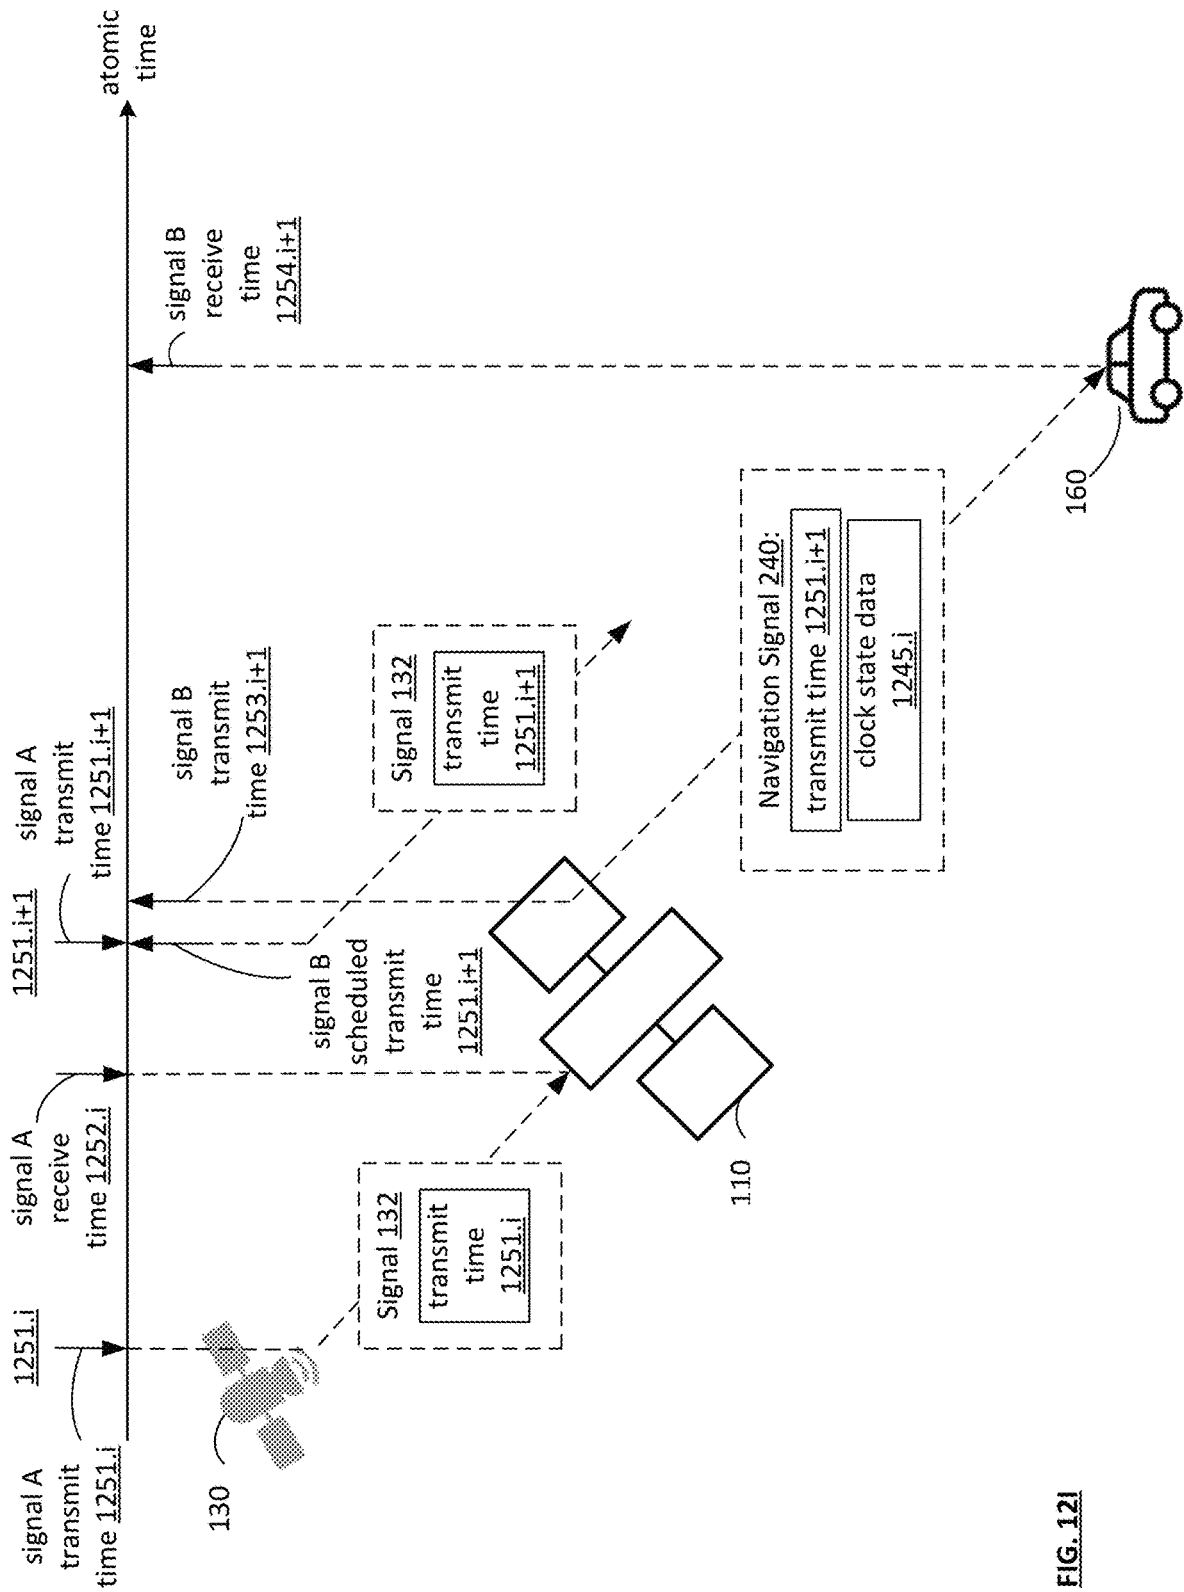 signal A
transmit
time 1251.i
1251.i
signal A
receive
time 1252.i
1251.i+1
signal A
transmit
time 1251.i+1
atomic
time
signal B
scheduled
transmit
time
1251.i+1
signal B
transmit
time 1253.i+1
signal B
receive
time
1254.i+1
130
Signal 132
transmit
time
1251.i
Signal 132
transmit
time
1251.i+1
110
Navigation Signal 240:
transmit time 1251.i+1
clock state data
1245.i
160
FIG. 12I